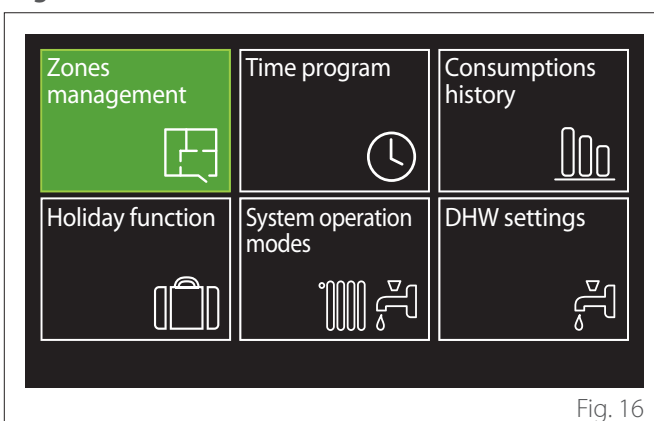 Zones
management
Time program
Consumptions
history
Holiday function
System operation
modes
DHW settings
Fig. 16